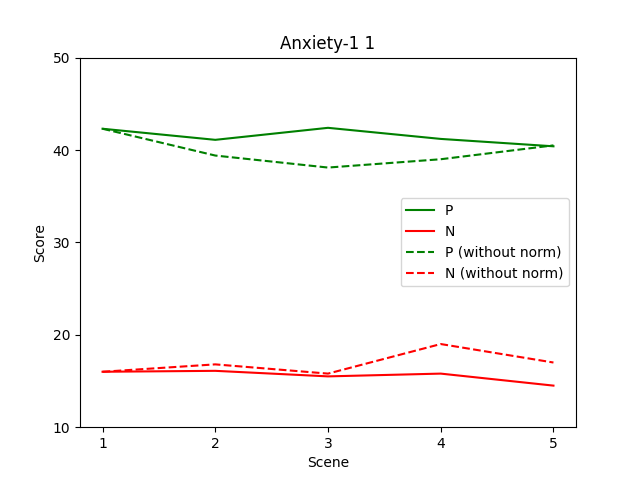 Anxiety-1 1
50
40
30
20
10
Score
P
N
P (without norm)
N (without norm)
1 2 3 4 5
Scene